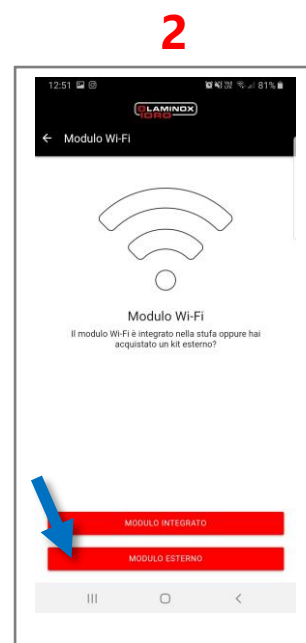 2
12:51 81%
LAMINOX
IDRO
Modulo Wi-Fi
Modulo Wi-Fi
Il modulo Wi-Fi è integrato nella stufa oppure hai
acquistato un kit esterno?
MODULO INTEGRATO
MODULO ESTERNO